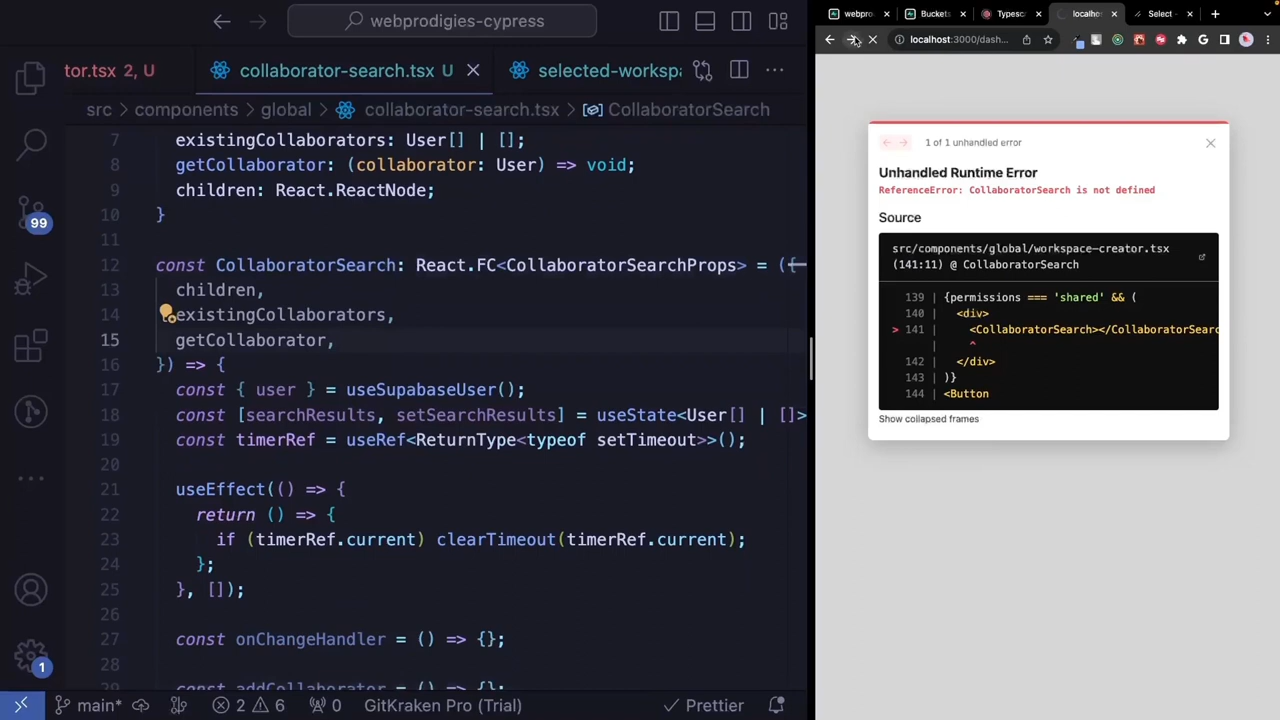 webprodigies-cypress
tor.tsx 2, U
collaborator-search.tsx U
selected-workspa
src > components > global > collaborator-search.tsx > CollaboratorSearch
7 existingCollaborators: User[] | [];
8 getCollaborator: (collaborator: User) => void;
9 children: React.ReactNode;
10 }
11
12 const CollaboratorSearch: React.FC<CollaboratorSearchProps> = ({
13 children,
14 existingCollaborators,
15 getCollaborator,
16 }) => {
17 const { user } = useSupabaseUser();
18 const [searchResults, setSearchResults] = useState<User[] | []>
19 const timerRef = useRef<ReturnType<typeof setTimeout>>();
20
21 useEffect(() => {
22 return () => {
23 if (timerRef.current) clearTimeout(timerRef.current);
24 };
25 }, []);
26
27 const onChangeHandler = () => {};
28
29 const addCollaborator = () => {};
99
1
main*
2 6
0
GitKraken Pro (Trial)
Prettier
webpro
Buckets
Typescr
localhos
Select -
localhost:3000/dash...
1 of 1 unhandled error
Unhandled Runtime Error
ReferenceError: CollaboratorSearch is not defined
Source
src/components/global/workspace-creator.tsx
(141:11) @ CollaboratorSearch
139 | {permissions === 'shared' && (
140 | <div>
> 141 | <CollaboratorSearch></CollaboratorSearc
| ^
142 | </div>
143 | )}
144 | <Button
Show collapsed frames